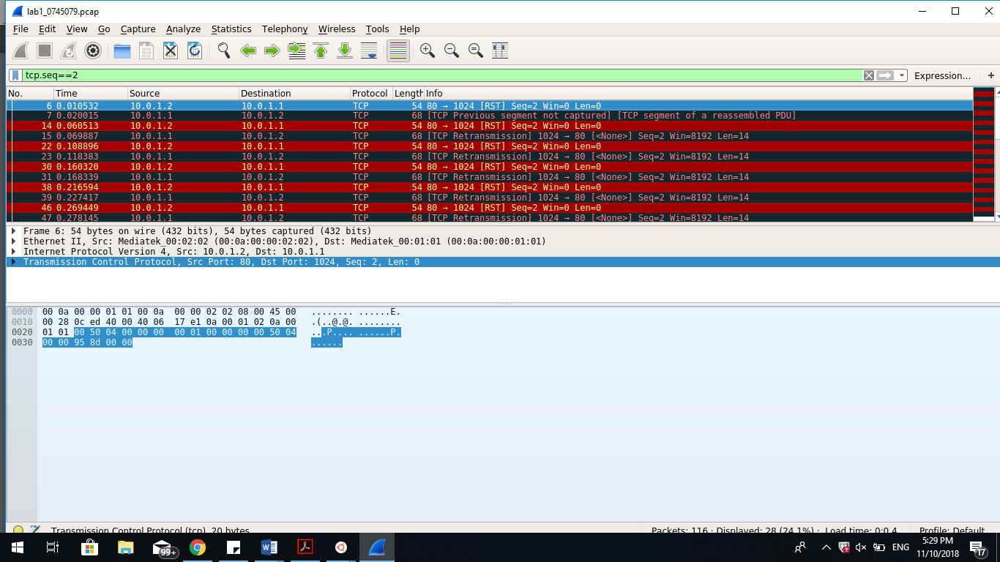 lab1_0745079.pcap
File Edit View Go Capture Analyze Statistics Telephony Wireless Tools Help
tcp.seq==2 Expression… +
No. Time Source Destination Protocol Length Info
6 0.010532 10.0.1.2 10.0.1.1 TCP 54 80 → 1024 [RST] Seq=2 Win=0 Len=0
7 0.020015 10.0.1.1 10.0.1.2 TCP 68 [TCP Previous segment not captured] [TCP segment of a reassembled PDU]
14 0.060513 10.0.1.2 10.0.1.1 TCP 54 80 → 1024 [RST] Seq=2 Win=0 Len=0
15 0.069887 10.0.1.1 10.0.1.2 TCP 68 [TCP Retransmission] 1024 → 80 [<None>] Seq=2 Win=8192 Len=14
22 0.108896 10.0.1.2 10.0.1.1 TCP 54 80 → 1024 [RST] Seq=2 Win=0 Len=0
23 0.118383 10.0.1.1 10.0.1.2 TCP 68 [TCP Retransmission] 1024 → 80 [<None>] Seq=2 Win=8192 Len=14
30 0.160320 10.0.1.2 10.0.1.1 TCP 54 80 → 1024 [RST] Seq=2 Win=0 Len=0
31 0.168339 10.0.1.1 10.0.1.2 TCP 68 [TCP Retransmission] 1024 → 80 [<None>] Seq=2 Win=8192 Len=14
38 0.216594 10.0.1.2 10.0.1.1 TCP 54 80 → 1024 [RST] Seq=2 Win=0 Len=0
39 0.227417 10.0.1.1 10.0.1.2 TCP 68 [TCP Retransmission] 1024 → 80 [<None>] Seq=2 Win=8192 Len=14
46 0.269449 10.0.1.2 10.0.1.1 TCP 54 80 → 1024 [RST] Seq=2 Win=0 Len=0
47 0.278145 10.0.1.1 10.0.1.2 TCP 68 [TCP Retransmission] 1024 → 80 [<None>] Seq=2 Win=8192 Len=14
Frame 6: 54 bytes on wire (432 bits), 54 bytes captured (432 bits)
Ethernet II, Src: Mediatek_00:02:02 (00:0a:00:00:02:02), Dst: Mediatek_00:01:01 (00:0a:00:00:01:01)
Internet Protocol Version 4, Src: 10.0.1.2, Dst: 10.0.1.1
Transmission Control Protocol, Src Port: 80, Dst Port: 1024, Seq: 2, Len: 0
0000 00 0a 00 00 01 01 00 0a 00 00 02 02 08 00 45 00 ........ ......E.
0010 00 28 0c ed 40 00 40 06 17 e1 0a 00 01 02 0a 00 .(..@.@. ........
0020 01 01 00 50 04 00 00 00 00 01 00 00 00 00 50 04 ...P.... ......P.
0030 00 00 95 8d 00 00 ......
Transmission Control Protocol (tcp), 20 bytes Packets: 116 · Displayed: 28 (24.1%) · Load time: 0:0.4 Profile: Default
99+ ENG 5:29 PM
11/10/2018 17